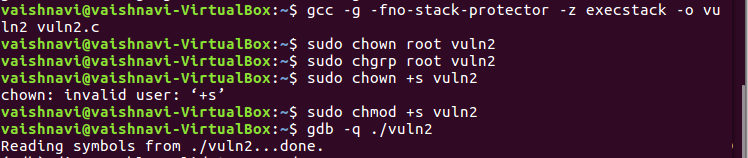 vaishnavi@vaishnavi-VirtualBox:~$ gcc -g -fno-stack-protector -z execstack -o vu
ln2 vuln2.c
vaishnavi@vaishnavi-VirtualBox:~$ sudo chown root vuln2
vaishnavi@vaishnavi-VirtualBox:~$ sudo chgrp root vuln2
vaishnavi@vaishnavi-VirtualBox:~$ sudo chown +s vuln2
chown: invalid user: ‘+s’
vaishnavi@vaishnavi-VirtualBox:~$ sudo chmod +s vuln2
vaishnavi@vaishnavi-VirtualBox:~$ gdb -q ./vuln2
Reading symbols from ./vuln2...done.